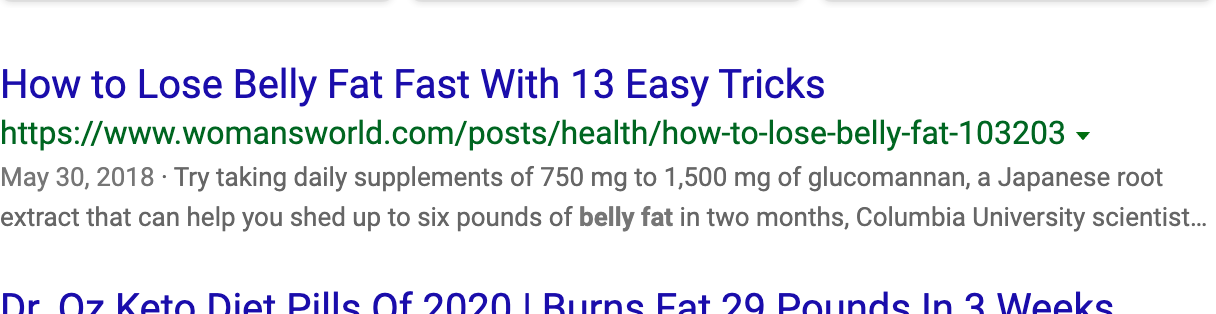 How to Lose Belly Fat Fast With 13 Easy Tricks
https://www.womansworld.com/posts/health/how-to-lose-belly-fat-103203
May 30, 2018 · Try taking daily supplements of 750 mg to 1,500 mg of glucomannan, a Japanese root
extract that can help you shed up to six pounds of belly fat in two months, Columbia University scientist...
Dr. Oz Keto Diet Pills Of 2020 | Burns Fat 29 Pounds In 3 Weeks